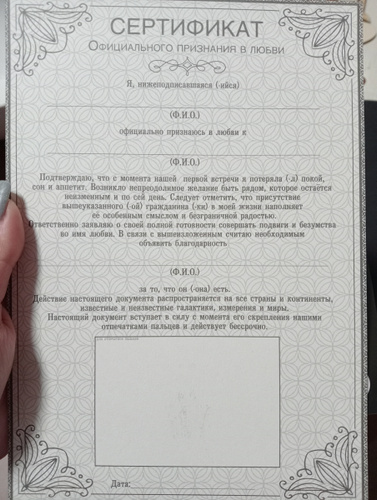 СЕРТИФИКАТ
Официального признания в любви
Я, нижеподписавшаяся (-ийся)
(Ф.И.О.)
официально признаюсь в любви к
(Ф.И.О.)
Подтверждаю, что с момента нашей первой встречи я потеряла (-л) покой,
сон и аппетит. Возникло непреодолимое желание быть рядом, которое остаётся
неизменным и по сей день. Следует отметить, что присутствие
вышеуказанного (-ой) гражданина (-ки) в моей жизни наполняет
её особенным смыслом и безграничной радостью.
Ответственно заявляю о своей полной готовности совершать подвиги и безумства
во имя любви. В связи с вышеизложенным считаю необходимым
объявить благодарность
(Ф.И.О.)
за то, что он (-она) есть.
Действие настоящего документа распространяется на все страны и континенты,
известные и неизвестные галактики, измерения и миры.
Настоящий документ вступает в силу с момента его скрепления нашими
отпечатками пальцев и действует бессрочно.
Дата: